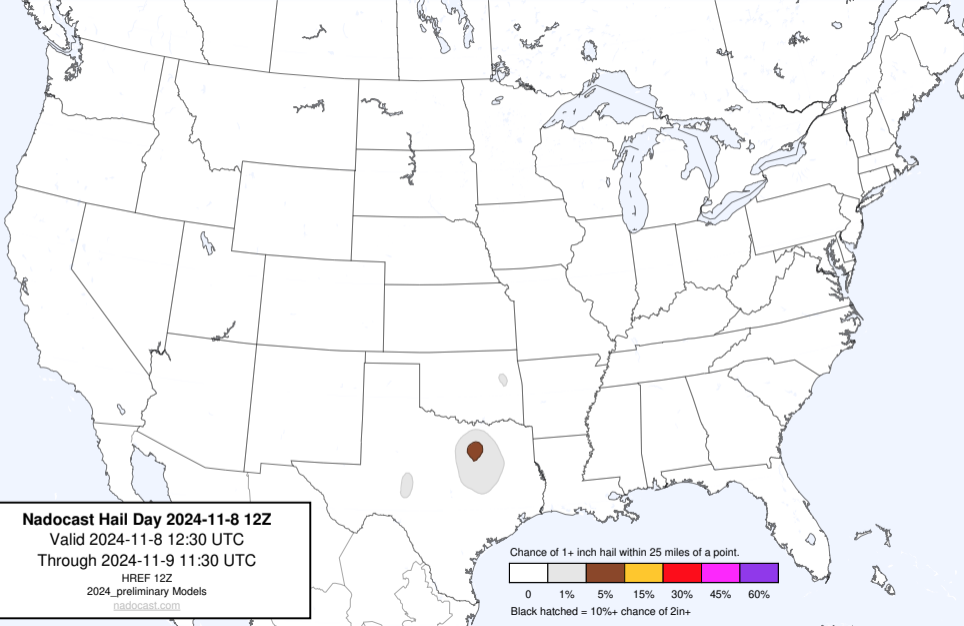 Nadocast Hail Day 2024-11-8 12Z
Valid 2024-11-8 12:30 UTC
Through 2024-11-9 11:30 UTC
HREF 12Z
2024_preliminary Models
nadocast.com
Chance of 1+ inch hail within 25 miles of a point.
0 1% 5% 15% 30% 45% 60%
Black hatched = 10%+ chance of 2in+